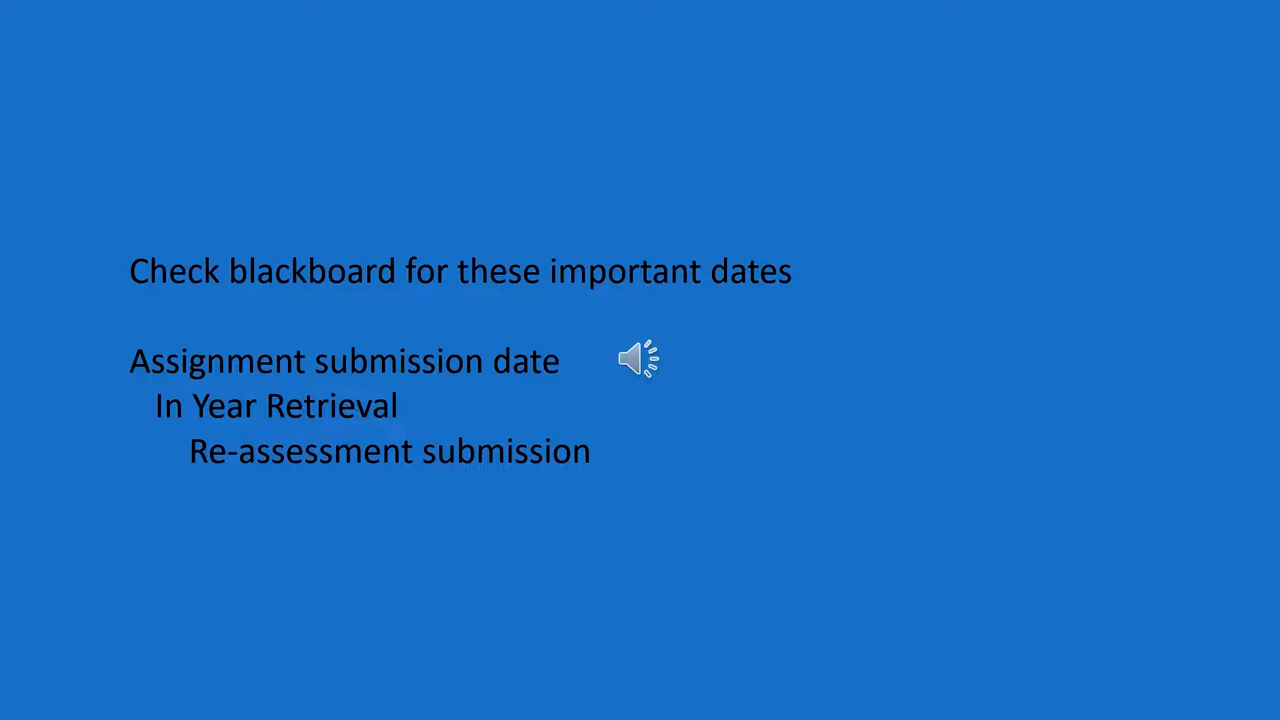 Check blackboard for these important dates
Assignment submission date
In Year Retrieval
Re-assessment submission